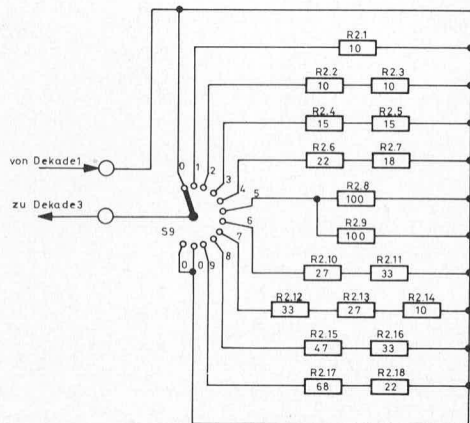 R2.1
10
R2.2 R2.3
10 10
R2.4 R2.5
15 15
R2.6 R2.7
22 18
von Dekade1
0 1 2 3 4 5
R2.8
100
zu Dekade3
R2.9
100
S9
6 7 8 9 0 0
R2.10 R2.11
27 33
R2.12 R2.13 R2.14
33 27 10
R2.15 R2.16
47 33
R2.17 R2.18
68 22